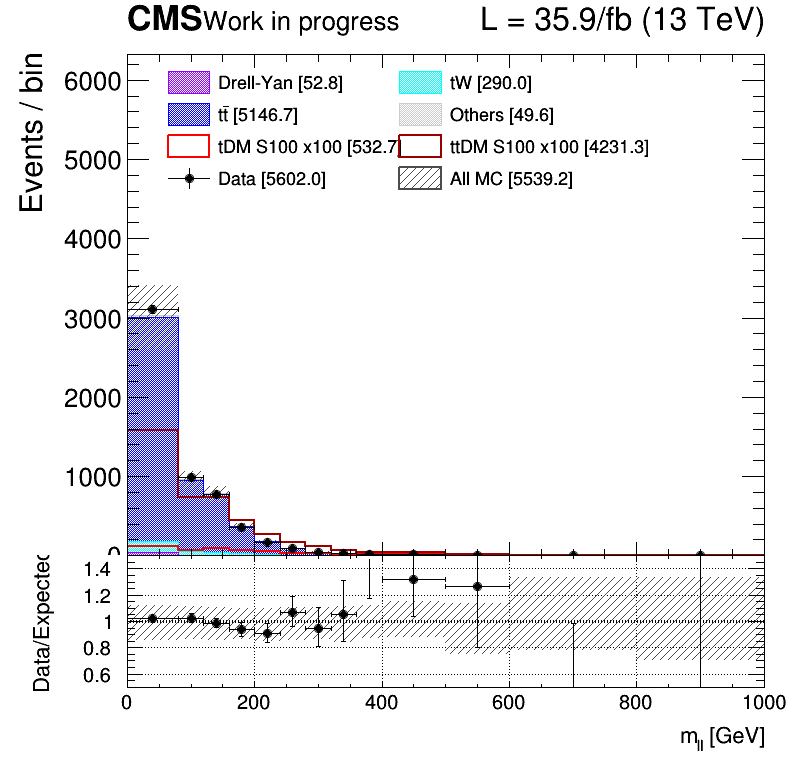 CMS Work in progress L = 35.9/fb (13 TeV)
Events / bin
6000
5000
4000
3000
2000
1000
0
Drell-Yan [52.8]
tW [290.0]
tt̄ [5146.7]
Others [49.6]
tDM S100 x100 [532.7]
ttDM S100 x100 [4231.3]
Data [5602.0]
All MC [5539.2]
Data/Expected
1.4
1.2
1
0.8
0.6
0 200 400 600 800 1000
m_ll [GeV]